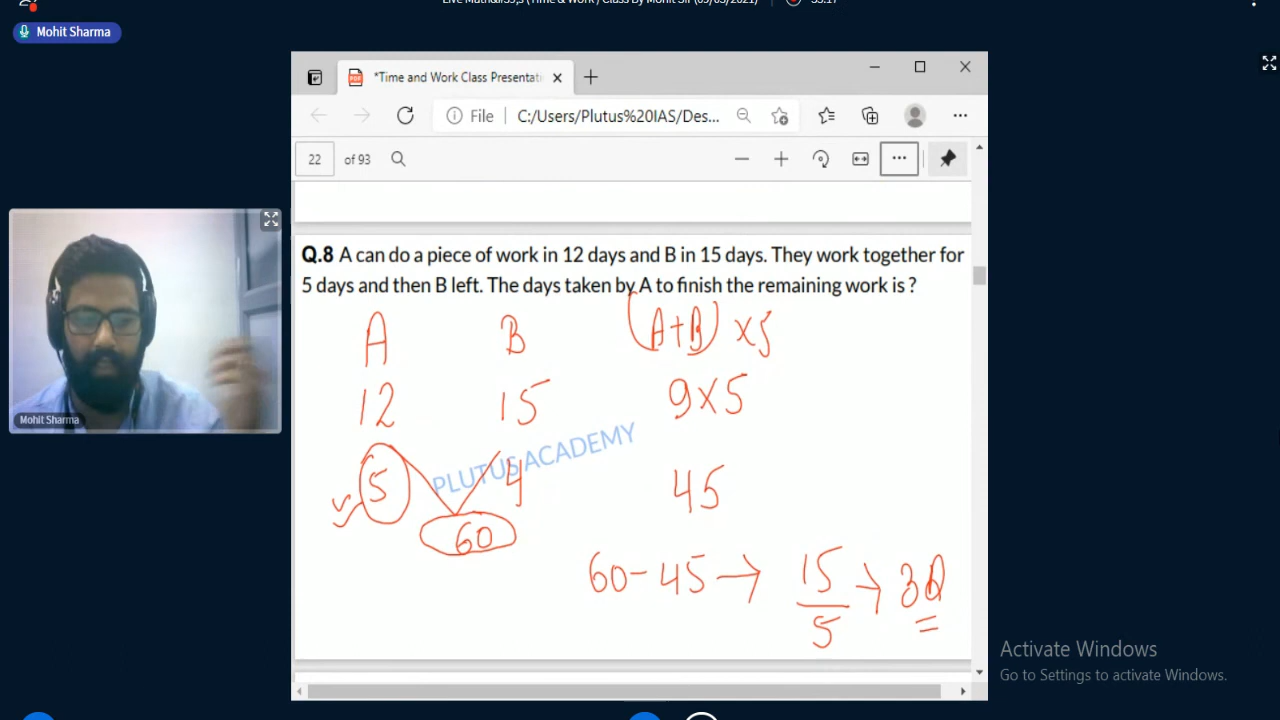 Mohit Sharma
*Time and Work Class Presentati
File | C:/Users/Plutus%20IAS/Des...
22 of 93
Q.8 A can do a piece of work in 12 days and B in 15 days. They work together for
5 days and then B left. The days taken by A to finish the remaining work is ?
A B (A+B) ×5
12 15 9×5
PLUTUS ACADEMY
5 4 45
60
60-45 → 15/5 → 3D
Mohit Sharma
Activate Windows
Go to Settings to activate Windows.